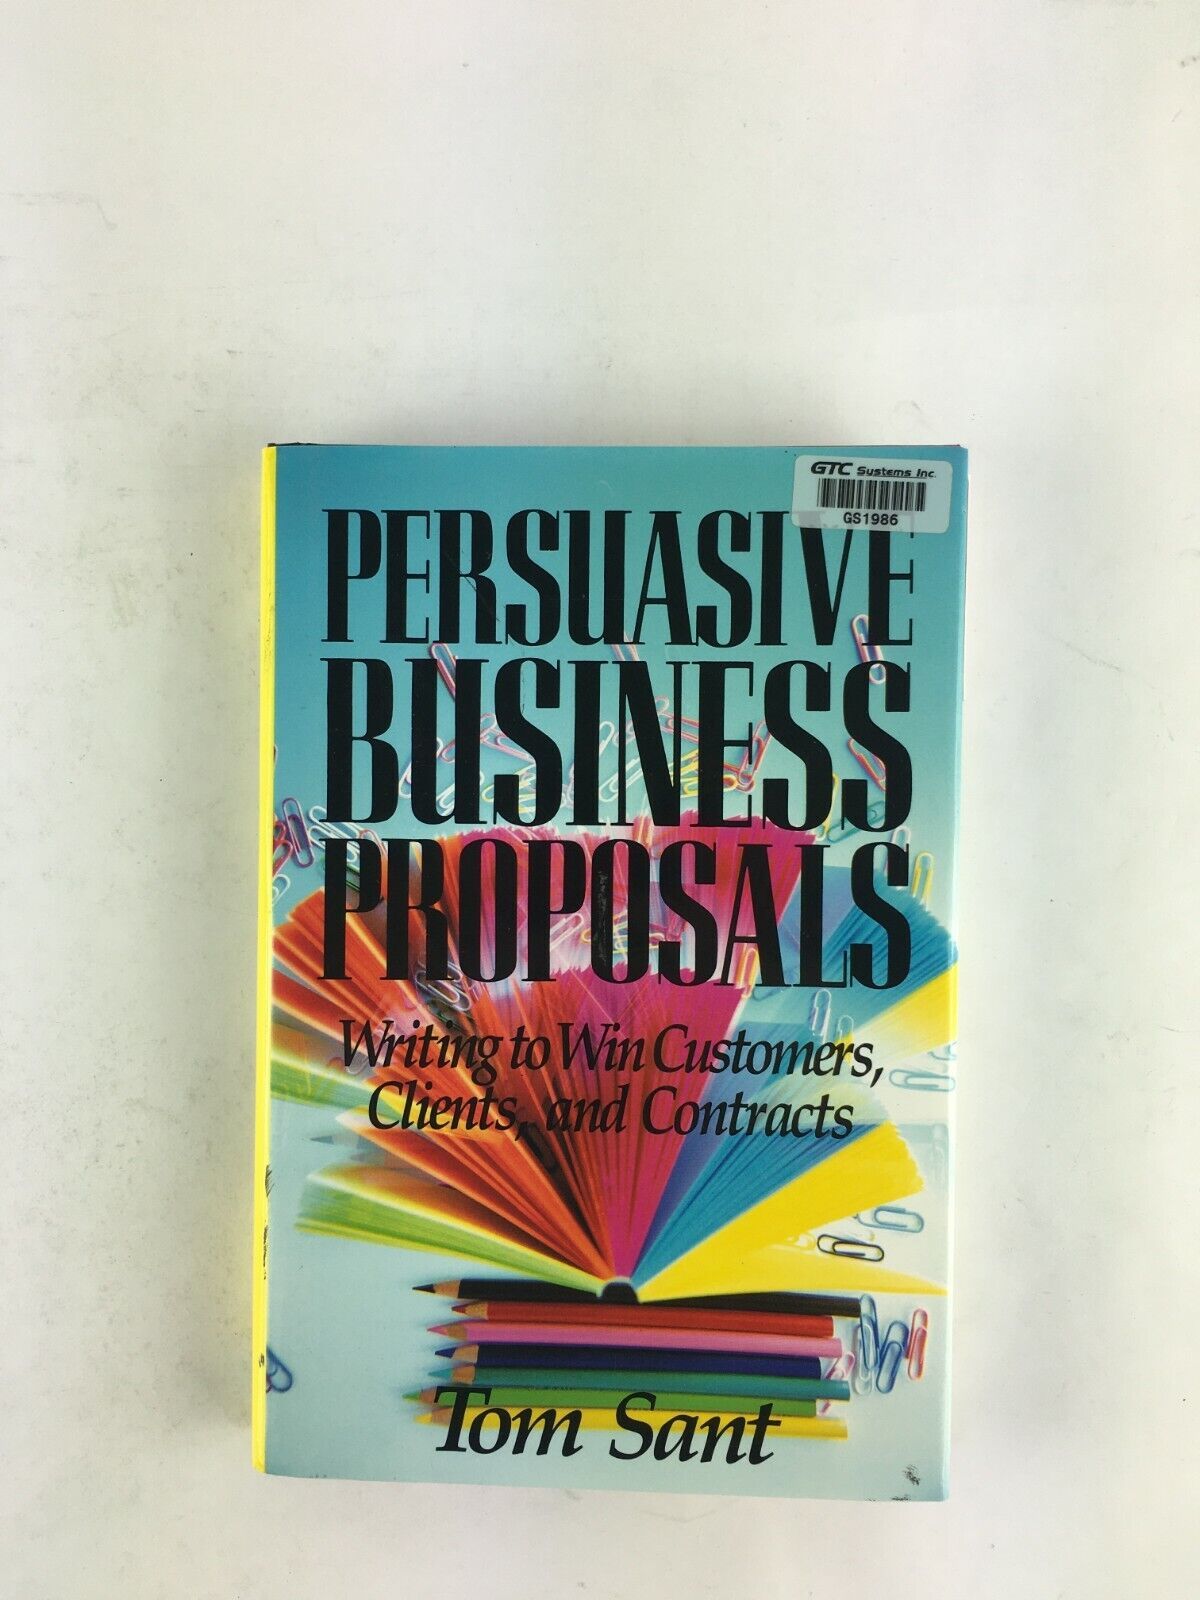 GTC Systems Inc.
GS1986
PERSUASIVE
BUSINESS
PROPOSALS
Writing to Win Customers,
Clients, and Contracts
Tom Sant